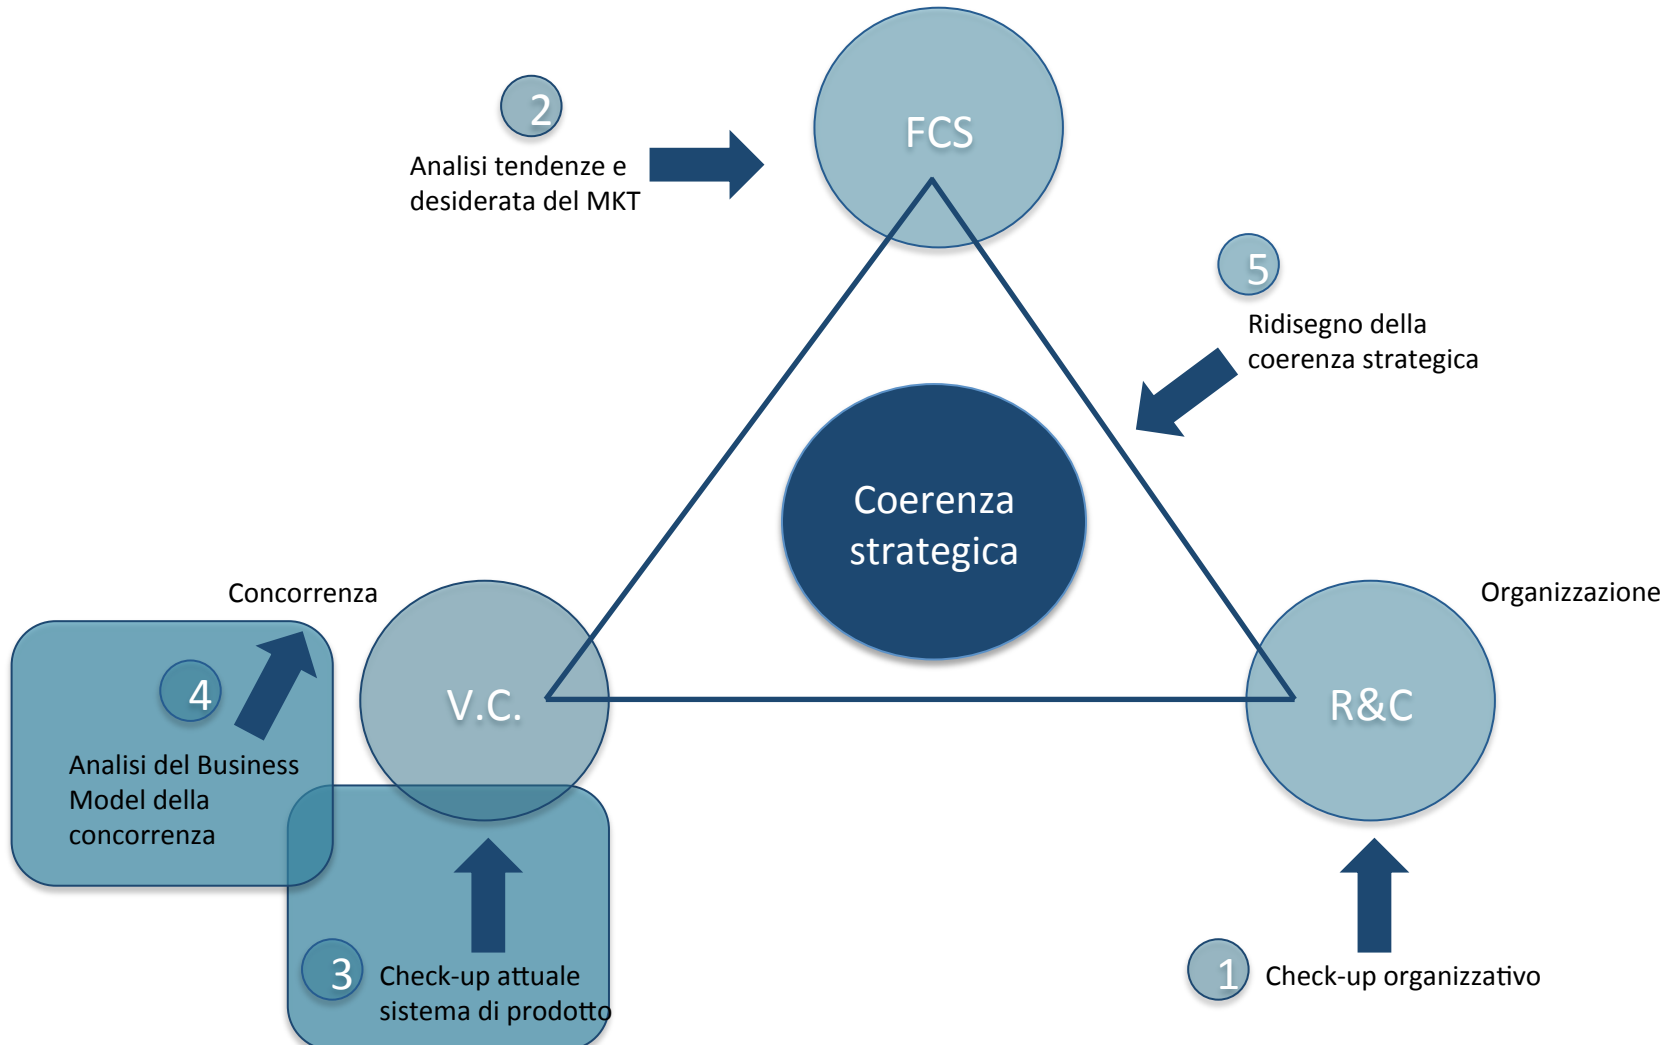 FCS
2
Analisi tendenze e
desiderata del MKT
5
Ridisegno della
coerenza strategica
Coerenza
strategica
Concorrenza
Organizzazione
4
V.C.
R&C
Analisi del Business
Model della
concorrenza
3
Check-up attuale
sistema di prodotto
1
Check-up organizzativo